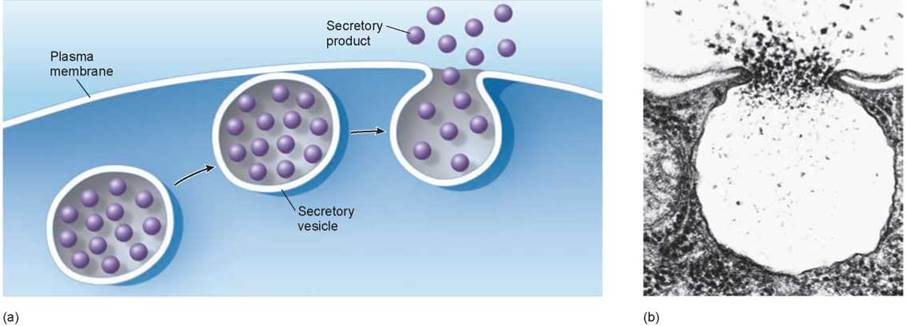 Secretory
product
Plasma
membrane
Secretory
vesicle
(a)
(b)